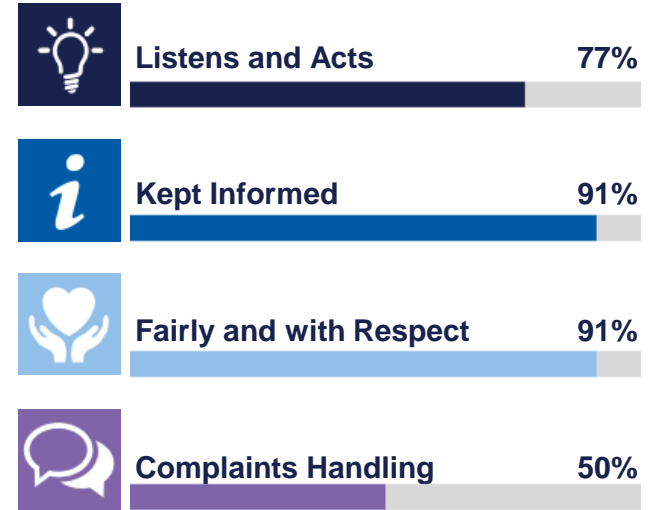 Listens and Acts 77%
Kept Informed 91%
Fairly and with Respect 91%
Complaints Handling 50%